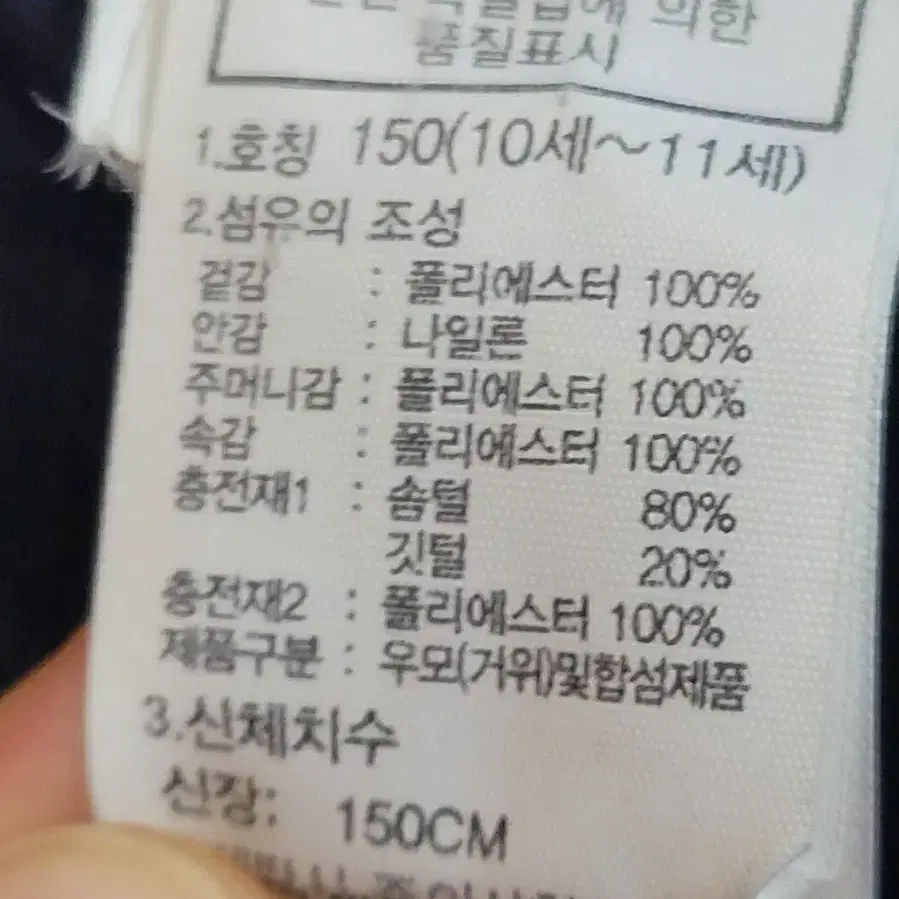 의한
품질표시
1.호칭 150(10세~11세)
2.섬유의 조성
겉감 : 폴리에스터 100%
안감 : 나일론 100%
주머니감 : 폴리에스터 100%
속감 : 폴리에스터 100%
충전재1 : 솜털 80%
깃털 20%
충전재2 : 폴리에스터 100%
제품구분 : 우모(거위)및합섬제품
3.신체치수
신장: 150CM